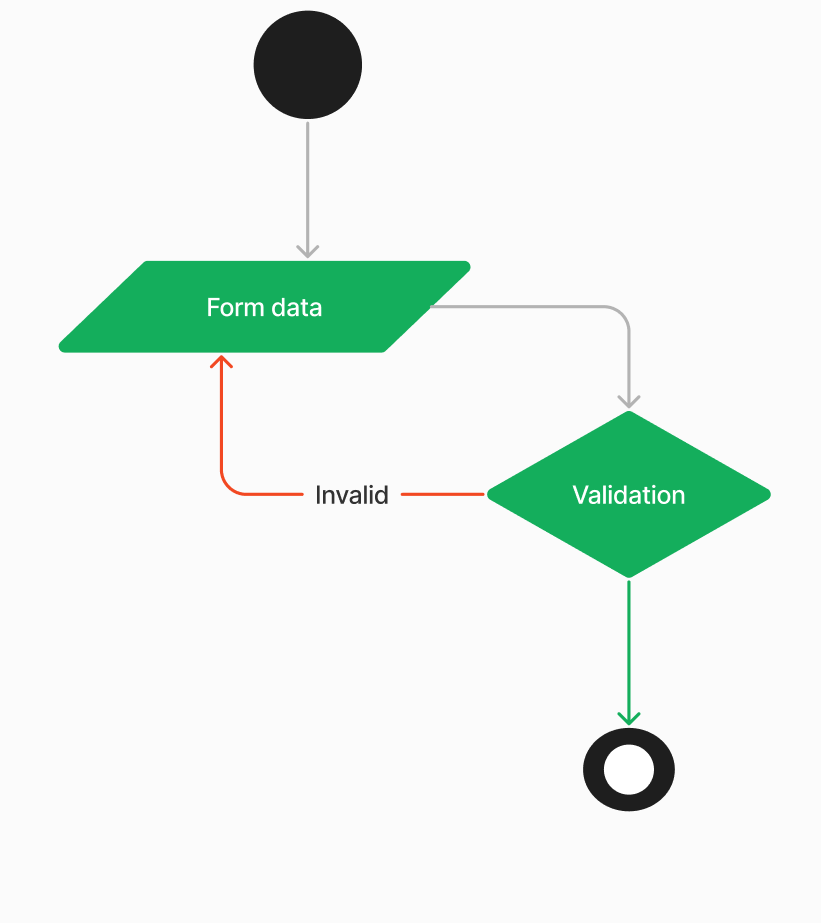 Form data
Invalid
Validation